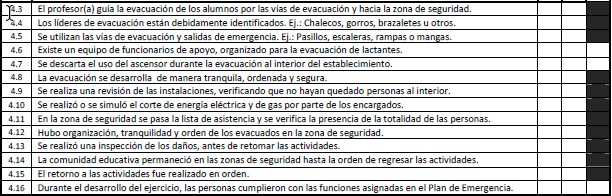 4.3 El profesor(a) guía la evacuación de los alumnos por las vías de evacuación y hacia la zona de seguridad.
4.4 Los líderes de evacuación están debidamente identificados. Ej.: Chalecos, gorros, brazaletes u otros.
4.5 Se utilizan las vías de evacuación y salidas de emergencia. Ej.: Pasillos, escaleras, rampas o mangas.
4.6 Existe un equipo de funcionarios de apoyo, organizado para la evacuación de lactantes.
4.7 Se descarta el uso del ascensor durante la evacuación al interior del establecimiento.
4.8 La evacuación se desarrolla de manera tranquila, ordenada y segura.
4.9 Se realiza una revisión de las instalaciones, verificando que no hayan quedado personas al interior.
4.10 Se realizó o se simuló el corte de energía eléctrica y de gas por parte de los encargados.
4.11 En la zona de seguridad se pasa la lista de asistencia y se verifica la presencia de la totalidad de las personas.
4.12 Hubo organización, tranquilidad y orden de los evacuados en la zona de seguridad.
4.13 Se realizó una inspección de los daños, antes de retomar las actividades.
4.14 La comunidad educativa permaneció en las zonas de seguridad hasta la orden de regresar las actividades.
4.15 El retorno a las actividades fue realizado en orden.
4.16 Durante el desarrollo del ejercicio, las personas cumplieron con las funciones asignadas en el Plan de Emergencia.